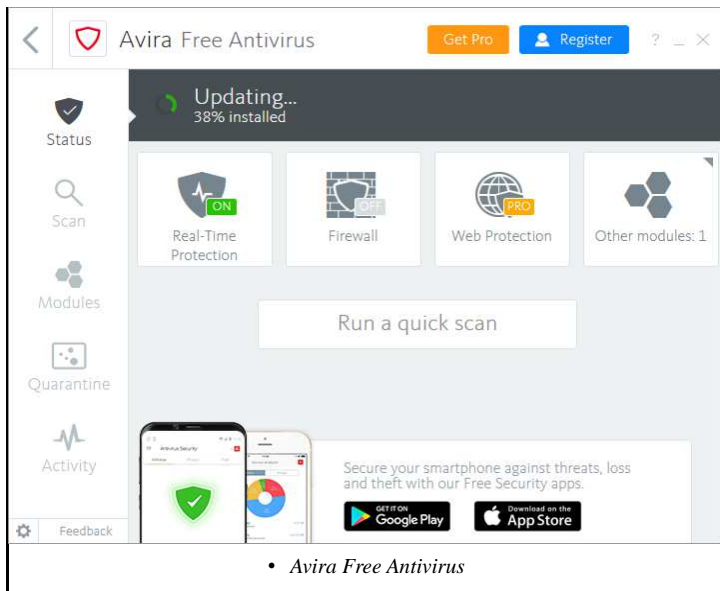 Avira Free Antivirus
Get Pro
Register
?
Updating...
38% installed
Status
Scan
Modules
Quarantine
Activity
Feedback
ON
Real-Time
Protection
OFF
Firewall
PRO
Web Protection
Other modules: 1
Run a quick scan
Antivirus Security
Secure your smartphone against threats, loss
and theft with our Free Security apps.
GET IT ON
Google Play
Download on the
App Store
• Avira Free Antivirus